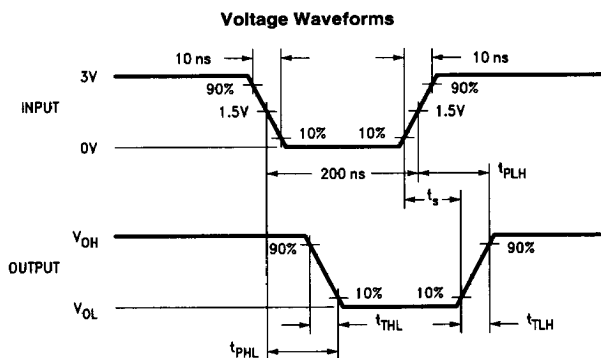 Voltage Waveforms
10 ns
10 ns
3V
90%
90%
INPUT
1.5V
1.5V
10%
10%
0V
200 ns
tPLH
ts
VOH
90%
90%
OUTPUT
10%
10%
VOL
tTHL
tTLH
tPHL